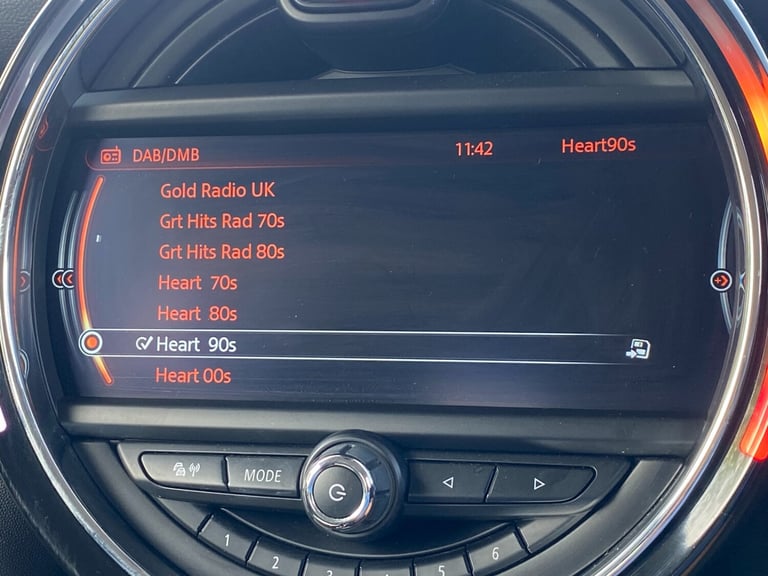 DAB/DMB 11:42 Heart90s
Gold Radio UK
Grt Hits Rad 70s
Grt Hits Rad 80s
Heart 70s
Heart 80s
Heart 90s
Heart 00s
MODE
1 2 3 4 5 6